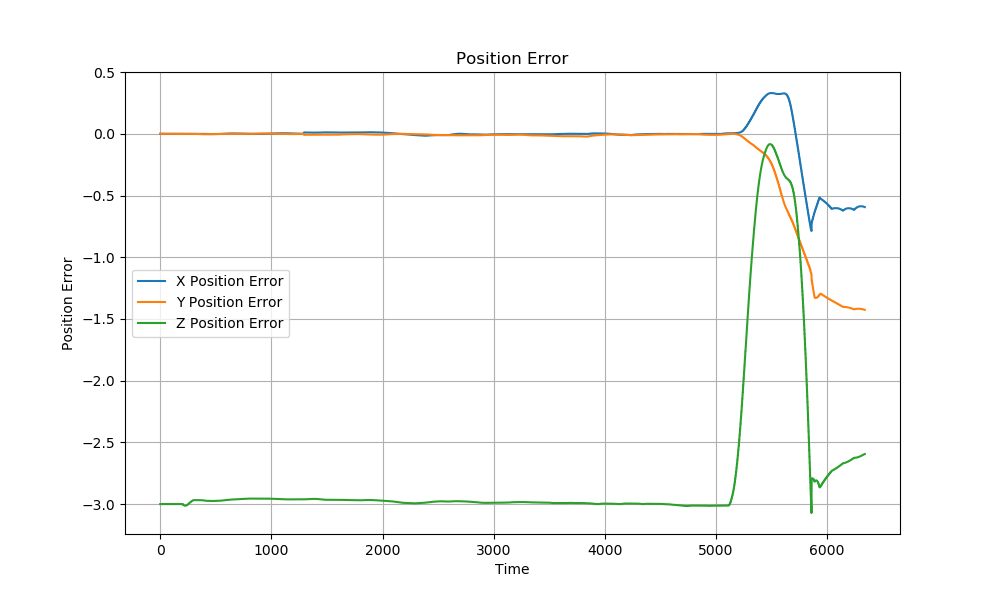 Position Error
0.5
0.0
−0.5
−1.0
−1.5
−2.0
−2.5
−3.0
Position Error
X Position Error
Y Position Error
Z Position Error
0 1000 2000 3000 4000 5000 6000
Time